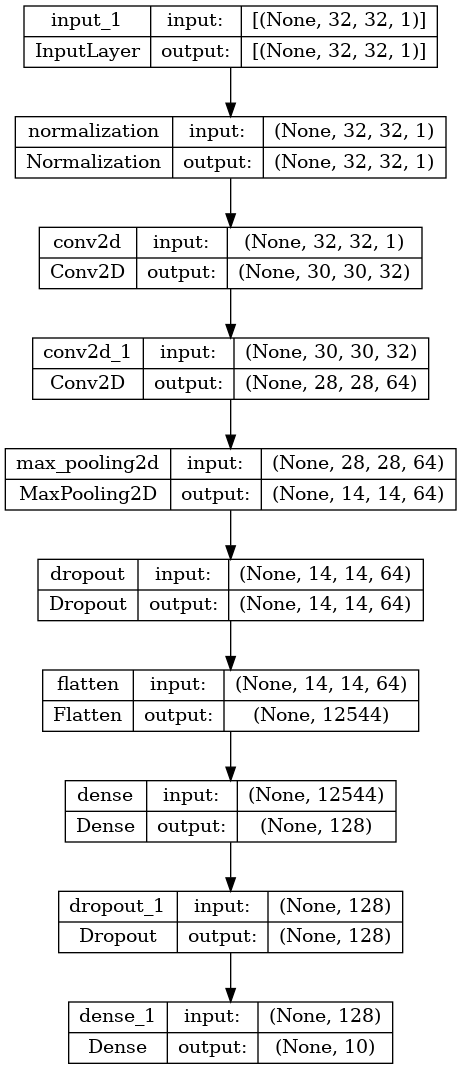 input_1 input: [(None, 32, 32, 1)]
InputLayer output: [(None, 32, 32, 1)]
normalization input: (None, 32, 32, 1)
Normalization output: (None, 32, 32, 1)
conv2d input: (None, 32, 32, 1)
Conv2D output: (None, 30, 30, 32)
conv2d_1 input: (None, 30, 30, 32)
Conv2D output: (None, 28, 28, 64)
max_pooling2d input: (None, 28, 28, 64)
MaxPooling2D output: (None, 14, 14, 64)
dropout input: (None, 14, 14, 64)
Dropout output: (None, 14, 14, 64)
flatten input: (None, 14, 14, 64)
Flatten output: (None, 12544)
dense input: (None, 12544)
Dense output: (None, 128)
dropout_1 input: (None, 128)
Dropout output: (None, 128)
dense_1 input: (None, 128)
Dense output: (None, 10)